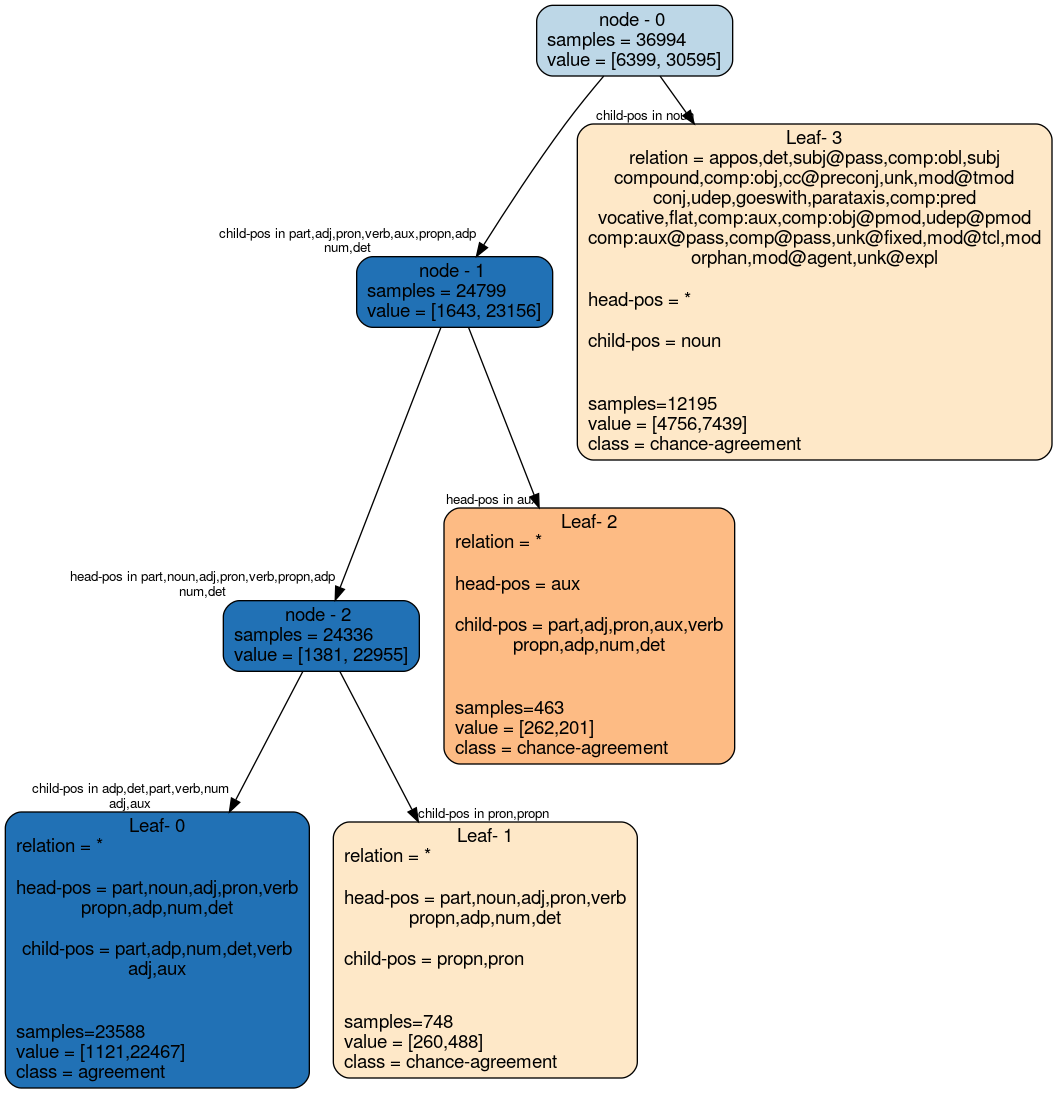 node - 0
samples = 36994
value = [6399, 30595]
child-pos in noun
Leaf- 3
relation = appos,det,subj@pass,comp:obl,subj
compound,comp:obj,cc@preconj,unk,mod@tmod
conj,udep,goeswith,parataxis,comp:pred
vocative,flat,comp:aux,comp:obj@pmod,udep@pmod
comp:aux@pass,comp@pass,unk@fixed,mod@tcl,mod
orphan,mod@agent,unk@expl
head-pos = *
child-pos = noun
samples=12195
value = [4756,7439]
class = chance-agreement
child-pos in part,adj,pron,verb,aux,propn,adp
num,det
node - 1
samples = 24799
value = [1643, 23156]
head-pos in aux
Leaf- 2
relation = *
head-pos = aux
child-pos = part,adj,pron,aux,verb
propn,adp,num,det
samples=463
value = [262,201]
class = chance-agreement
head-pos in part,noun,adj,pron,verb,propn,adp
num,det
node - 2
samples = 24336
value = [1381, 22955]
child-pos in adp,det,part,verb,num
adj,aux
Leaf- 0
relation = *
head-pos = part,noun,adj,pron,verb
propn,adp,num,det
child-pos = part,adp,num,det,verb
adj,aux
samples=23588
value = [1121,22467]
class = agreement
child-pos in pron,propn
Leaf- 1
relation = *
head-pos = part,noun,adj,pron,verb
propn,adp,num,det
child-pos = propn,pron
samples=748
value = [260,488]
class = chance-agreement